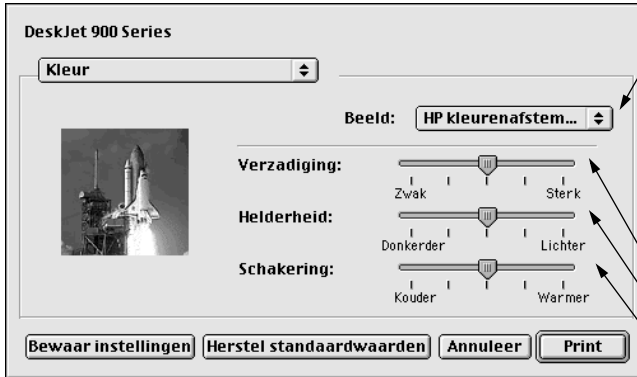 DeskJet 900 Series
Kleur
Beeld: HP kleurenafstem...
Verzadiging:
Zwak Sterk
Helderheid:
Donkerder Lichter
Schakering:
Kouder Warmer
Bewaar instellingen Herstel standaardwaarden Annuleer Print